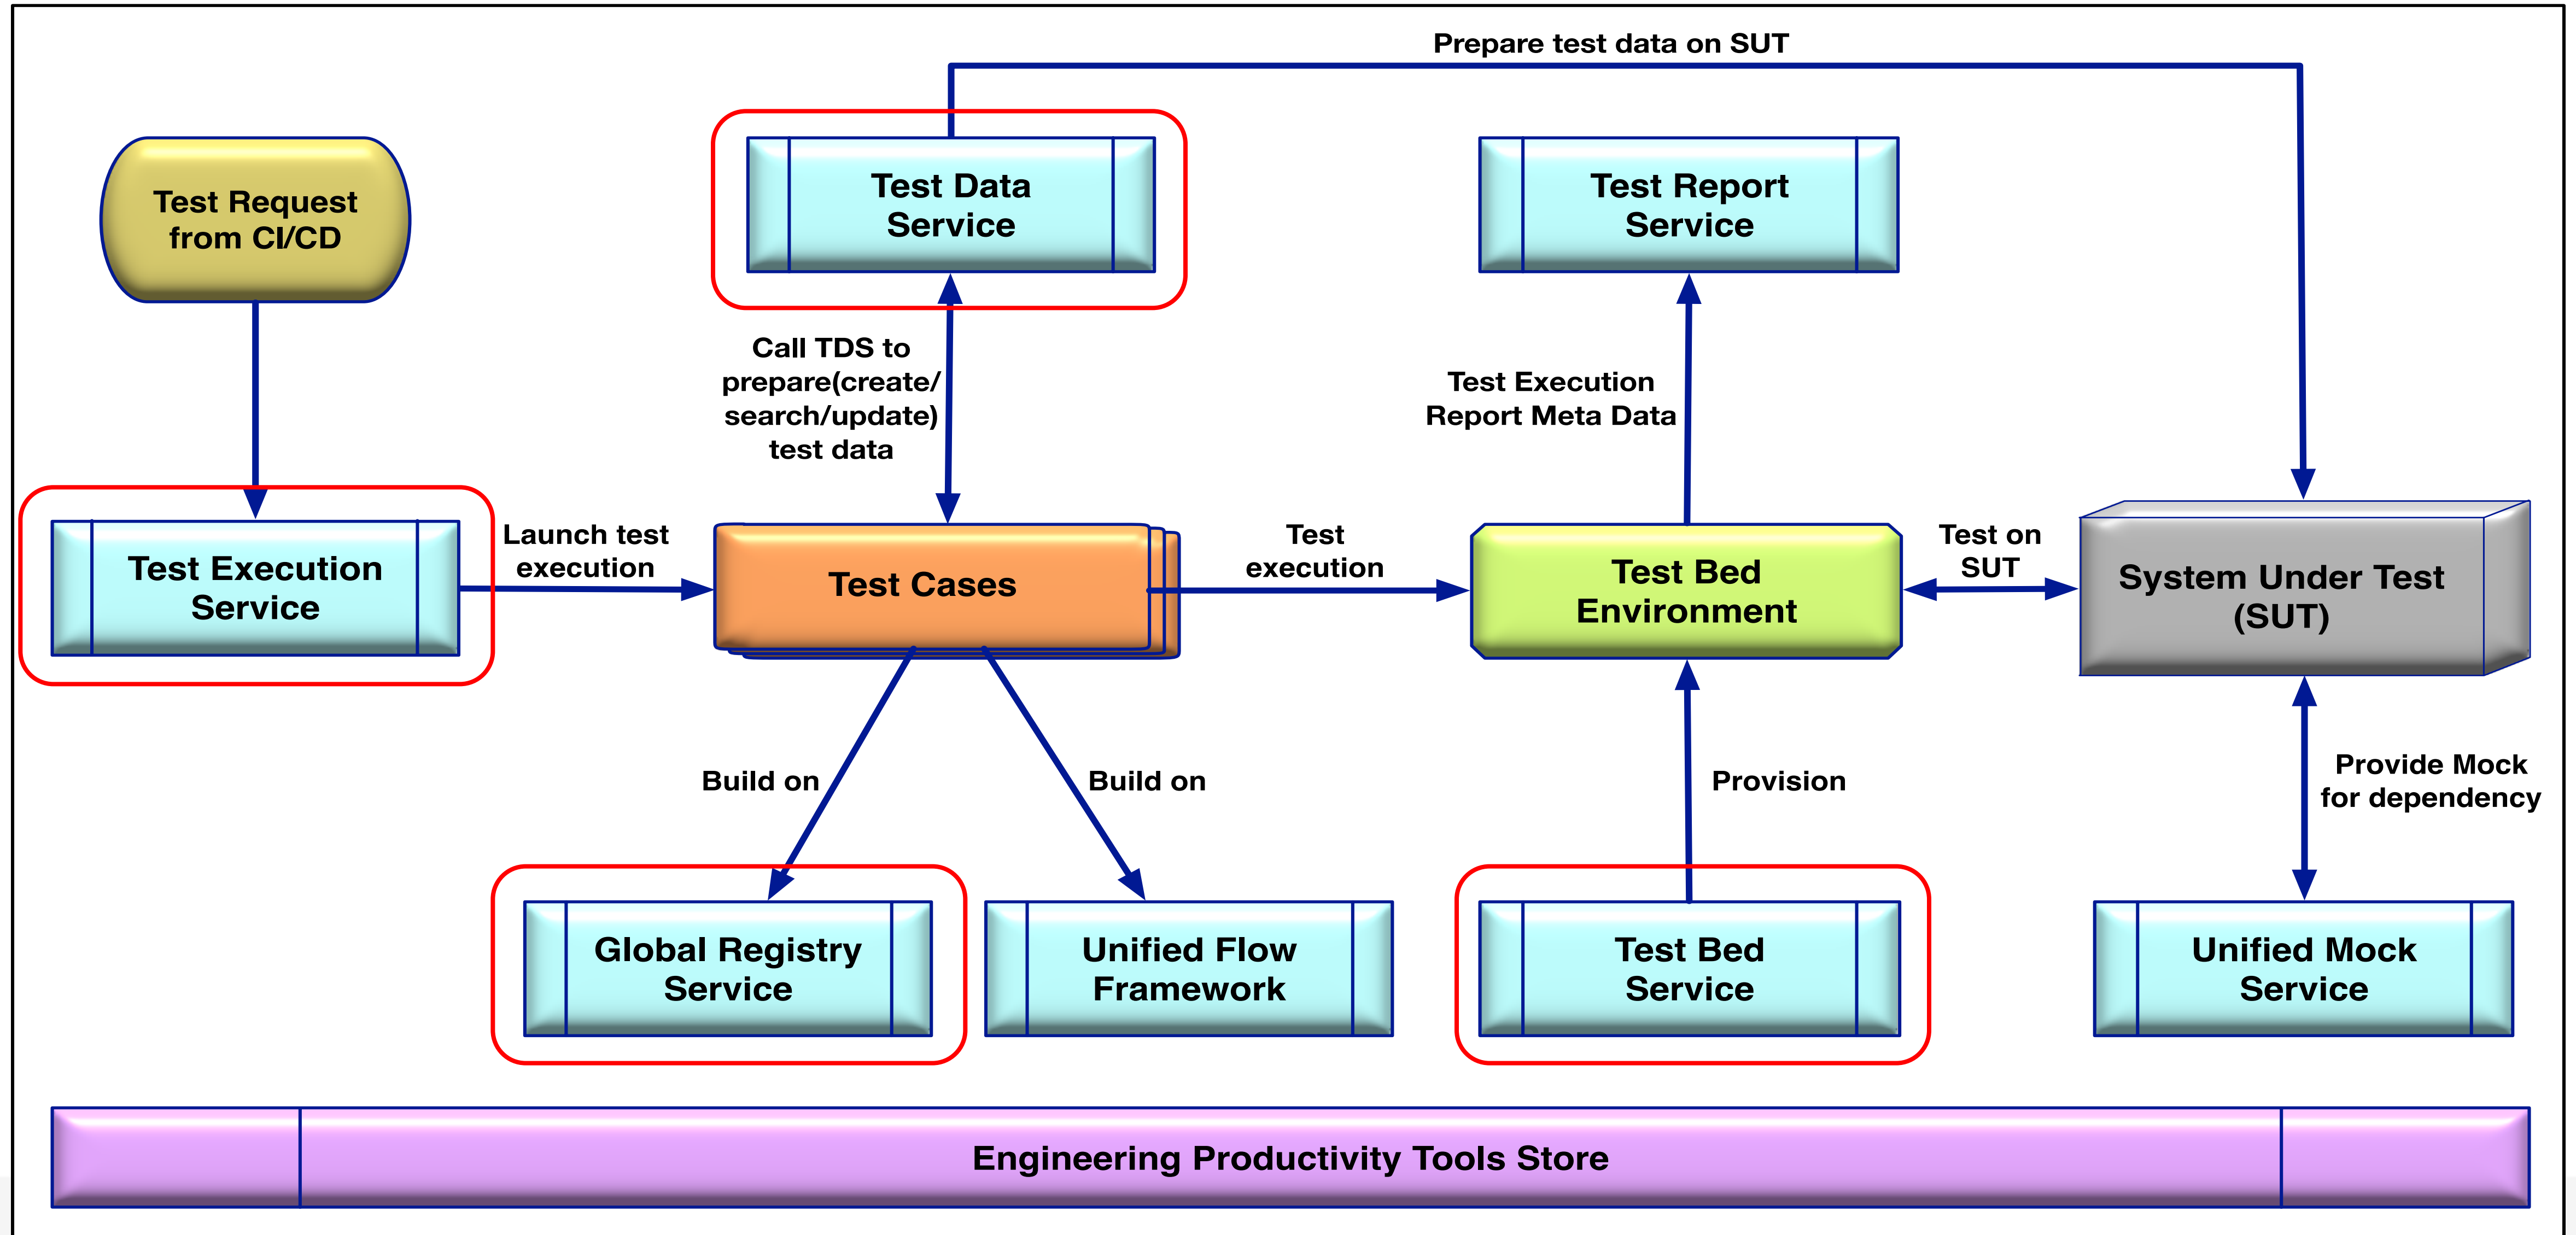 Prepare test data on SUT
Test Request
from CI/CD
Test Data
Service
Test Report
Service
Call TDS to
prepare(create/
search/update)
test data
Test Execution
Report Meta Data
Test Execution
Service
Launch test
execution
Test Cases
Test
execution
Test Bed
Environment
Test on
SUT
System Under Test
(SUT)
Build on
Build on
Provision
Provide Mock
for dependency
Global Registry
Service
Unified Flow
Framework
Test Bed
Service
Unified Mock
Service
Engineering Productivity Tools Store